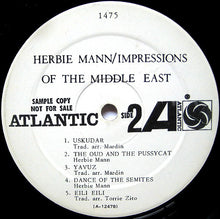 1475
HERBIE MANN/IMPRESSIONS
OF THE MIDDLE EAST
SAMPLE COPY
NOT FOR SALE
SIDE 2
ATLANTIC
A
ATLANTIC
1. USKUDAR
Trad. arr. Mardin
2. THE OUD AND THE PUSSYCAT
Herbie Mann
3. YAVUZ
Trad. arr. Mardin
4. DANCE OF THE SEMITES
Herbie Mann
5. EILI EILI
Trad. arr. Torrie Zito
(A-12478)